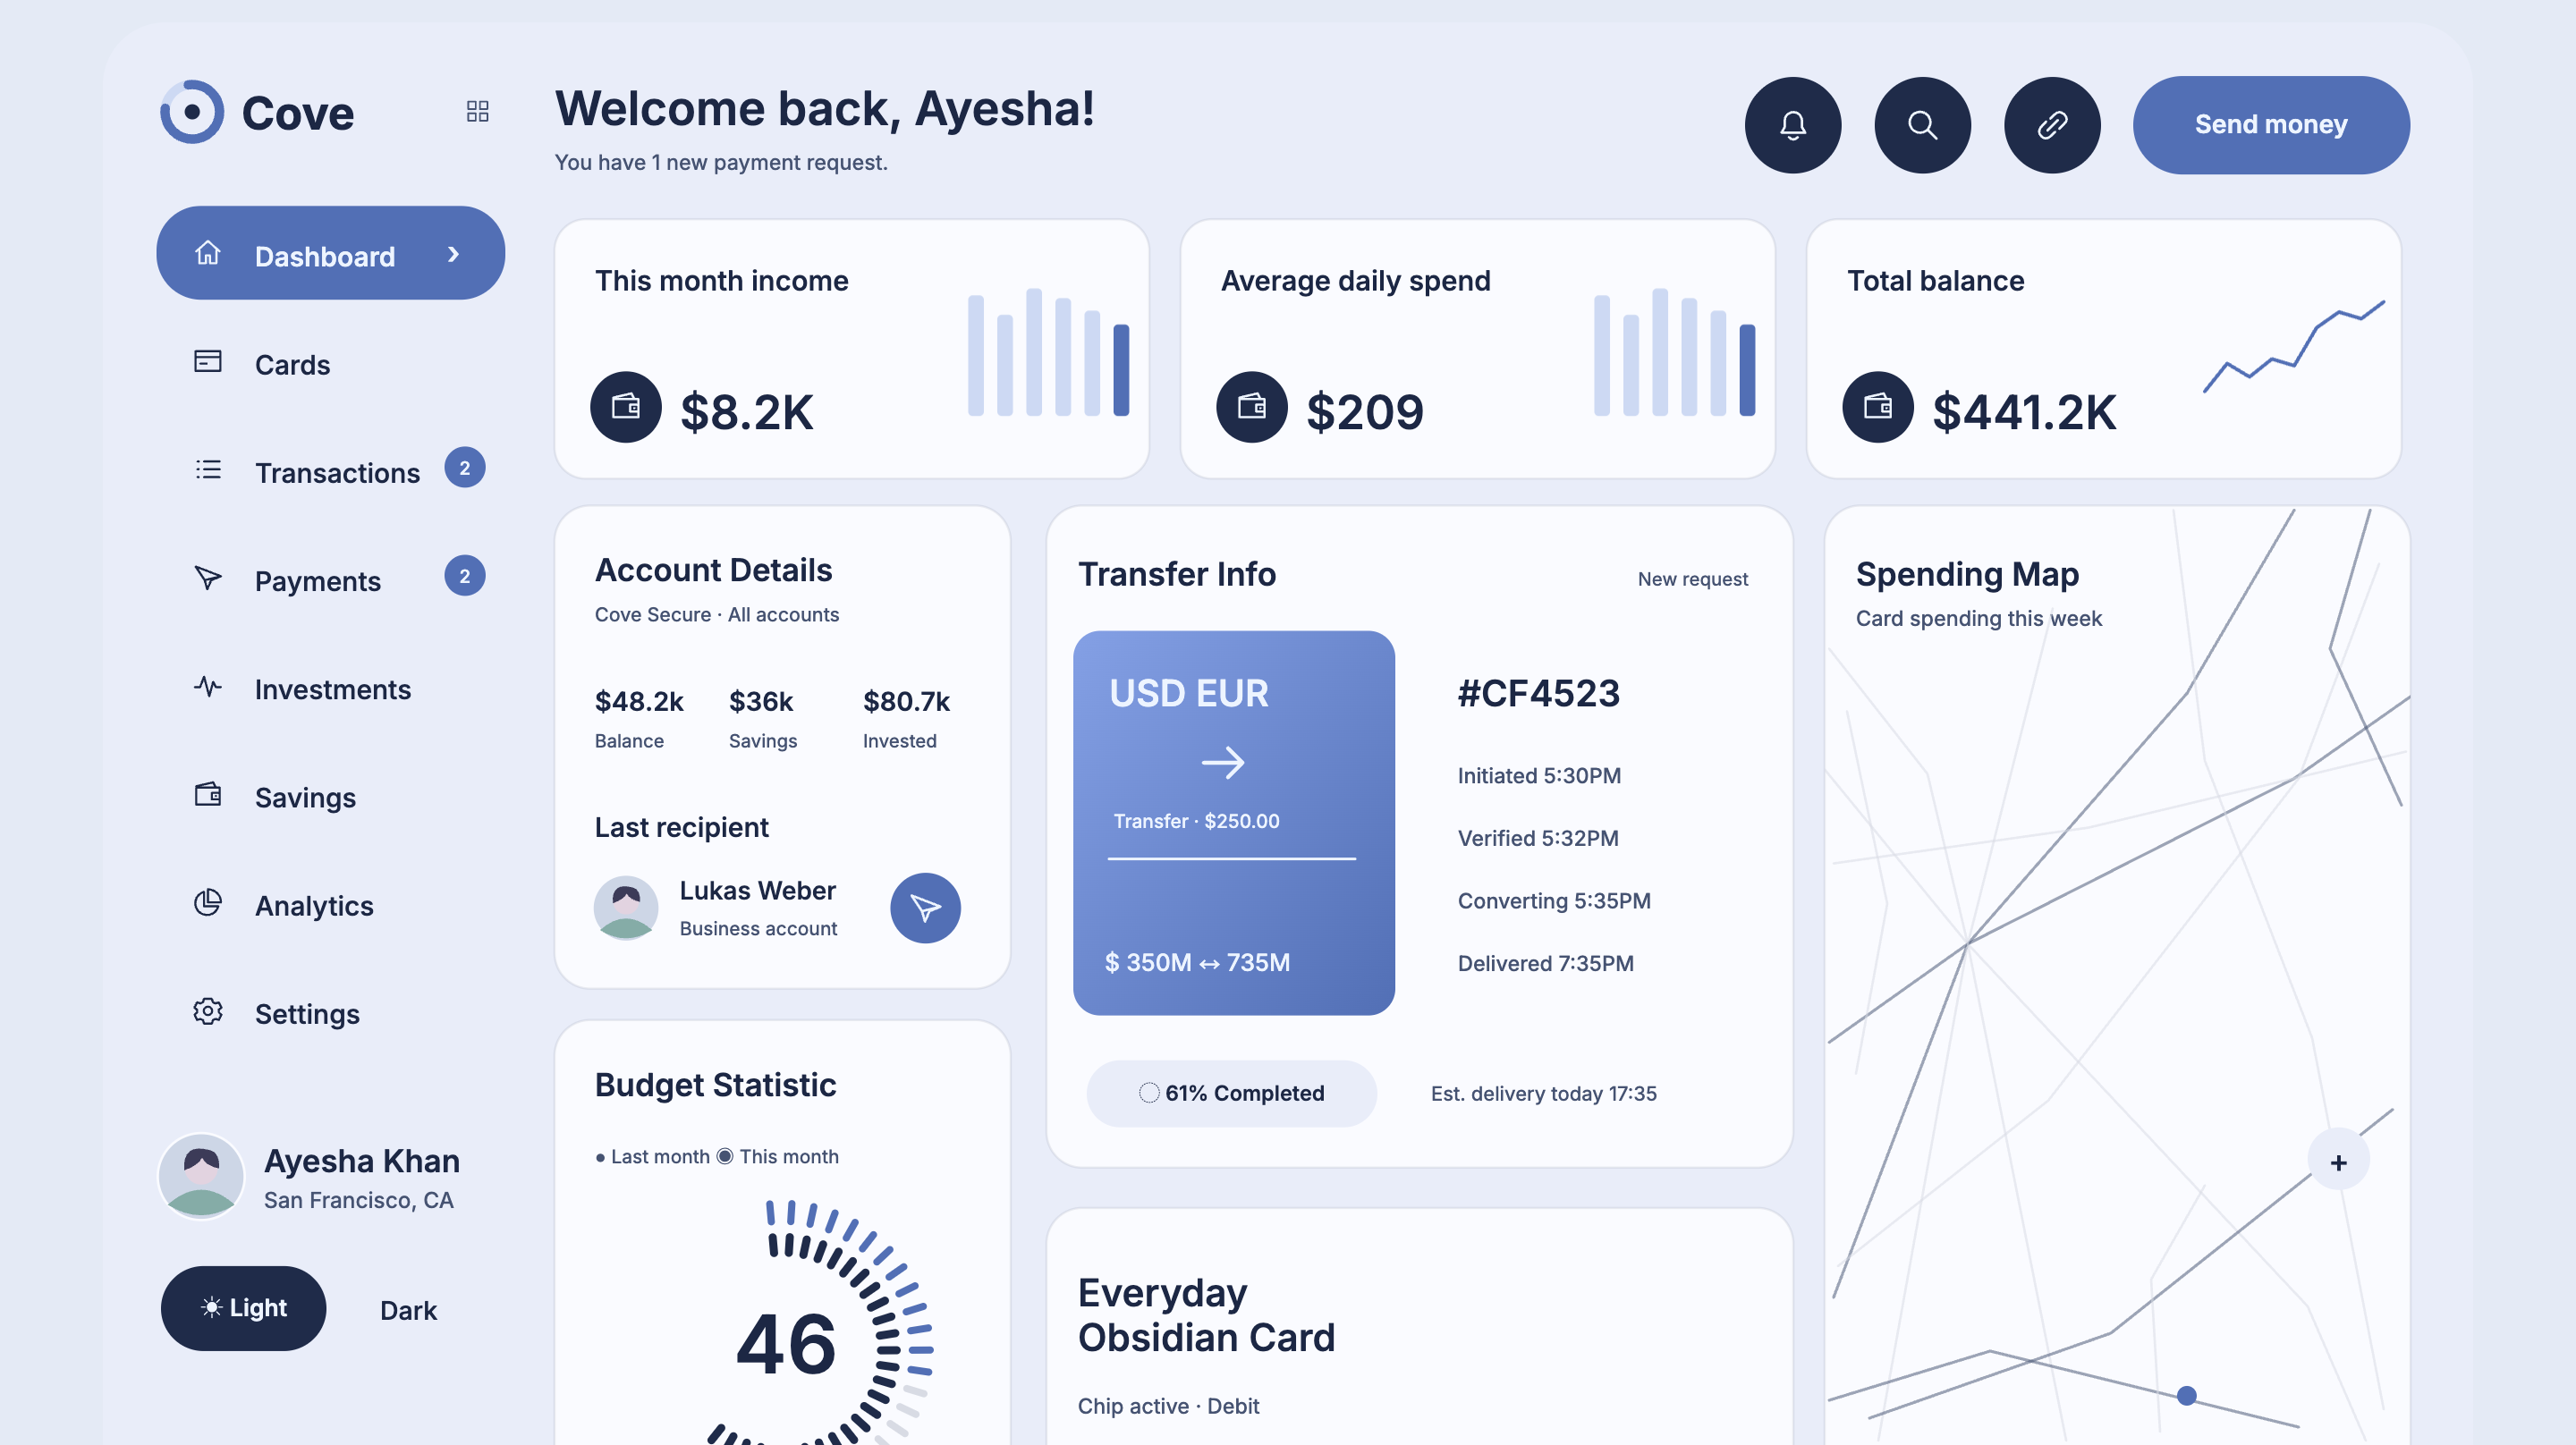 Cove
Welcome back, Ayesha!
You have 1 new payment request.
Send money
Dashboard
Cards
Transactions 2
Payments 2
Investments
Savings
Analytics
Settings
Ayesha Khan
San Francisco, CA
Light
Dark
This month income
$8.2K
Average daily spend
$209
Total balance
$441.2K
Account Details
Cove Secure · All accounts
$48.2k $36k $80.7k
Balance Savings Invested
Last recipient
Lukas Weber
Business account
Budget Statistic
Last month This month
46
Transfer Info
New request
USD EUR
Transfer · $250.00
$ 350M ↔ 735M
#CF4523
Initiated 5:30PM
Verified 5:32PM
Converting 5:35PM
Delivered 7:35PM
61% Completed
Est. delivery today 17:35
Everyday
Obsidian Card
Chip active · Debit
Spending Map
Card spending this week
+